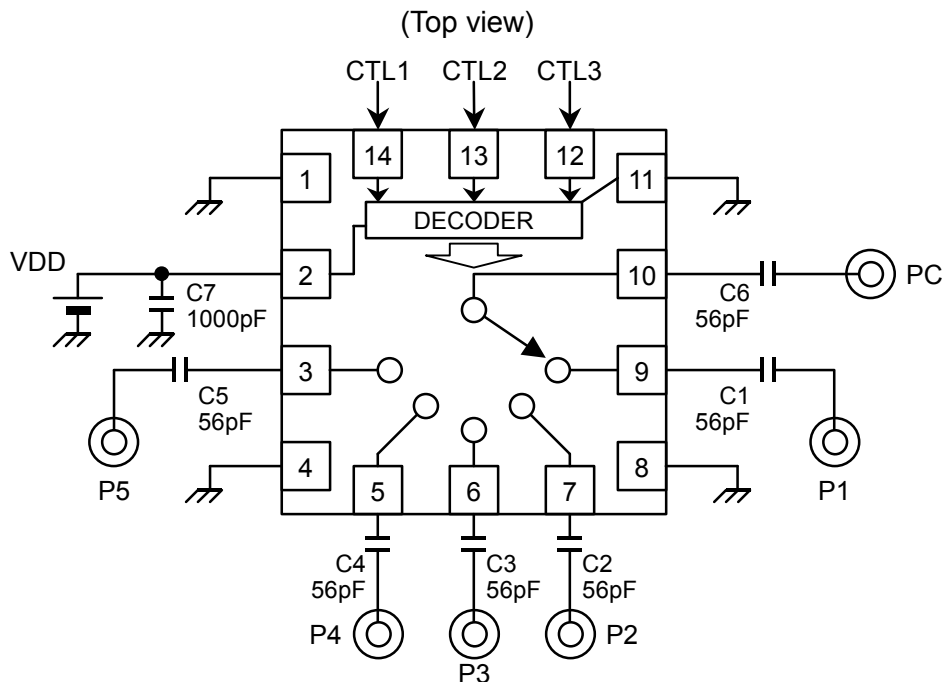 (Top view)
CTL1 CTL2 CTL3
14 13 12
1 11
DECODER
VDD
2 10
C7
1000pF
C6
56pF
PC
3 9
C5
56pF
C1
56pF
4 8
5 6 7
P5
P1
C4
56pF
C3
56pF
C2
56pF
P4
P2
P3